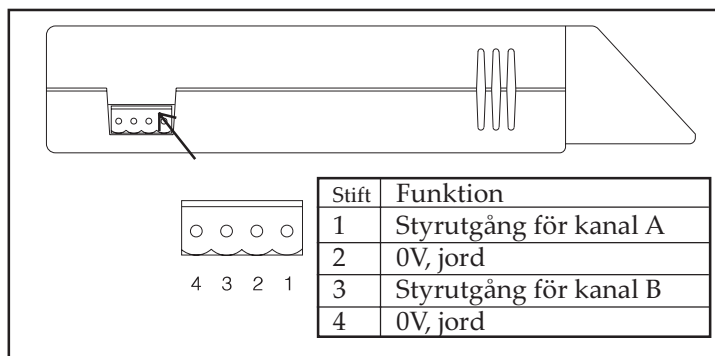 Stift Funktion
1 Styrutgång för kanal A
2 0V, jord
3 Styrutgång för kanal B
4 0V, jord
4 3 2 1